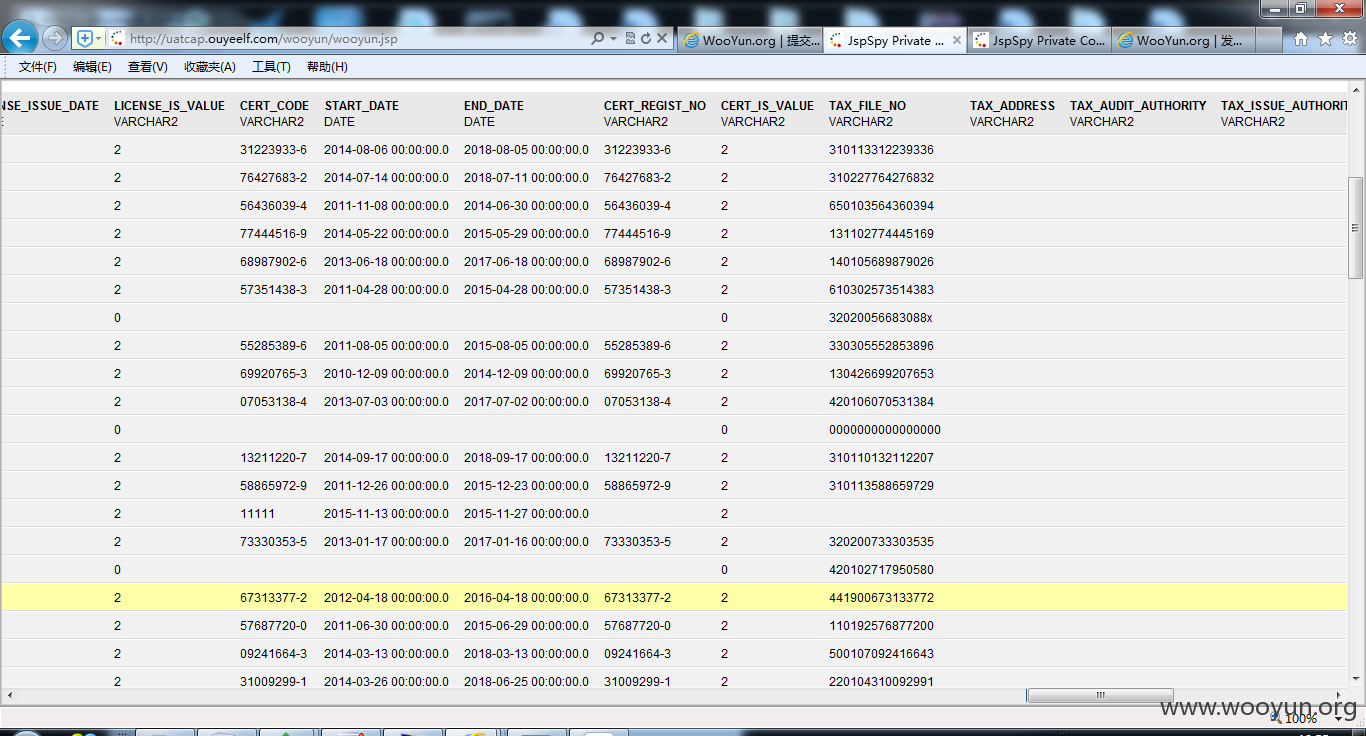 http://uatcap.ouyeelf.com/wooyun/wooyun.jsp
WooYun.org | 提交...
JspSpy Private ...
JspSpy Private Co...
WooYun.org | 发...
文件(F) 编辑(E) 查看(V) 收藏夹(A) 工具(T) 帮助(H)
NSE_ISSUE_DATE LICENSE_IS_VALUE CERT_CODE START_DATE END_DATE CERT_REGIST_NO CERT_IS_VALUE TAX_FILE_NO TAX_ADDRESS TAX_AUDIT_AUTHORITY TAX_ISSUE_AUTHORIT
VARCHAR2 VARCHAR2 DATE DATE VARCHAR2 VARCHAR2 VARCHAR2 VARCHAR2 VARCHAR2 VARCHAR2
2 31223933-6 2014-08-06 00:00:00.0 2018-08-05 00:00:00.0 31223933-6 2 310113312239336
2 76427683-2 2014-07-14 00:00:00.0 2018-07-11 00:00:00.0 76427683-2 2 310227764276832
2 56436039-4 2011-11-08 00:00:00.0 2014-06-30 00:00:00.0 56436039-4 2 650103564360394
2 77444516-9 2014-05-22 00:00:00.0 2015-05-29 00:00:00.0 77444516-9 2 131102774445169
2 68987902-6 2013-06-18 00:00:00.0 2017-06-18 00:00:00.0 68987902-6 2 140105689879026
2 57351438-3 2011-04-28 00:00:00.0 2015-04-28 00:00:00.0 57351438-3 2 610302573514383
0 0 32020056683088x
2 55285389-6 2011-08-05 00:00:00.0 2015-08-05 00:00:00.0 55285389-6 2 330305552853896
2 69920765-3 2010-12-09 00:00:00.0 2014-12-09 00:00:00.0 69920765-3 2 130426699207653
2 07053138-4 2013-07-03 00:00:00.0 2017-07-02 00:00:00.0 07053138-4 2 420106070531384
0 0 0000000000000000
2 13211220-7 2014-09-17 00:00:00.0 2018-09-17 00:00:00.0 13211220-7 2 310110132112207
2 58865972-9 2011-12-26 00:00:00.0 2015-12-23 00:00:00.0 58865972-9 2 310113588659729
2 11111 2015-11-13 00:00:00.0 2015-11-27 00:00:00.0 2
2 73330353-5 2013-01-17 00:00:00.0 2017-01-16 00:00:00.0 73330353-5 2 320200733303535
0 0 420102717950580
2 67313377-2 2012-04-18 00:00:00.0 2016-04-18 00:00:00.0 67313377-2 2 441900673133772
2 57687720-0 2011-06-30 00:00:00.0 2015-06-29 00:00:00.0 57687720-0 2 110192576877200
2 09241664-3 2014-03-13 00:00:00.0 2018-03-13 00:00:00.0 09241664-3 2 500107092416643
2 31009299-1 2014-03-26 00:00:00.0 2018-06-25 00:00:00.0 31009299-1 2 220104310092991
www.wooyun.org
100%